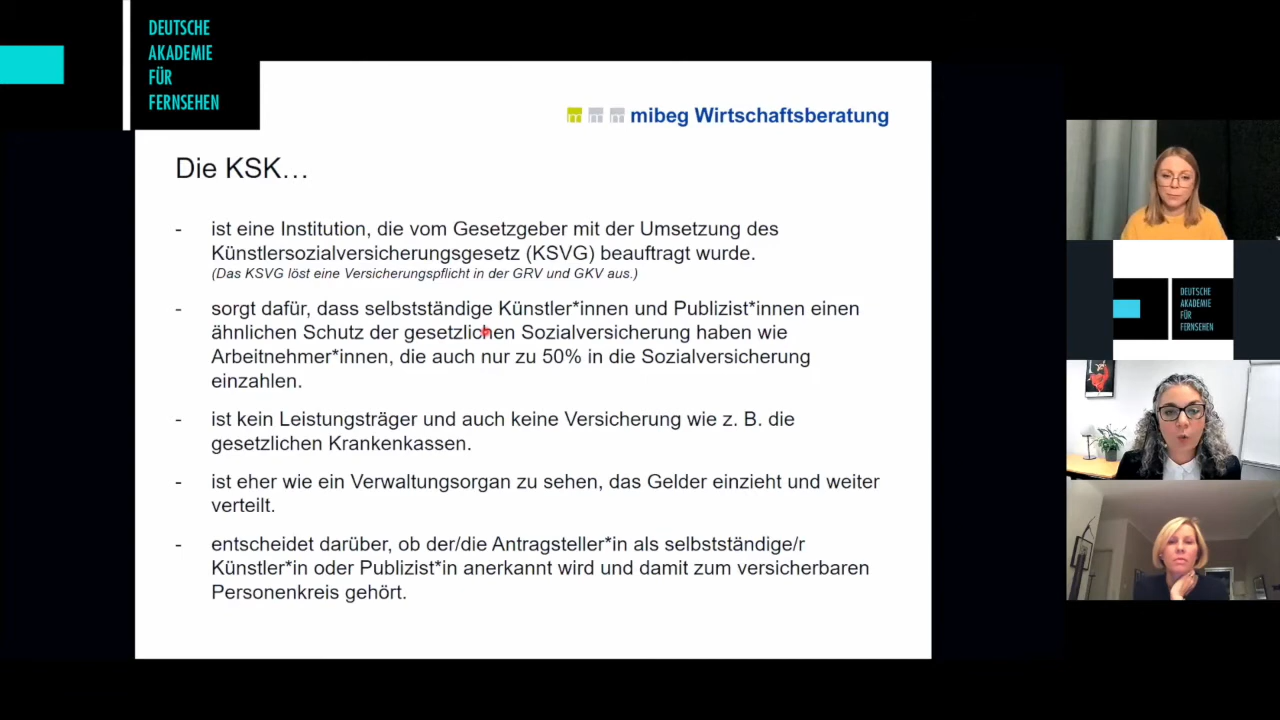 DEUTSCHE
AKADEMIE
FÜR
FERNSEHEN
mibeg Wirtschaftsberatung
Die KSK…
- ist eine Institution, die vom Gesetzgeber mit der Umsetzung des
Künstlersozialversicherungsgesetz (KSVG) beauftragt wurde.
(Das KSVG löst eine Versicherungspflicht in der GRV und GKV aus.)
- sorgt dafür, dass selbstständige Künstler*innen und Publizist*innen einen
ähnlichen Schutz der gesetzlichen Sozialversicherung haben wie
Arbeitnehmer*innen, die auch nur zu 50% in die Sozialversicherung
einzahlen.
- ist kein Leistungsträger und auch keine Versicherung wie z. B. die
gesetzlichen Krankenkassen.
- ist eher wie ein Verwaltungsorgan zu sehen, das Gelder einzieht und weiter
verteilt.
- entscheidet darüber, ob der/die Antragsteller*in als selbstständige/r
Künstler*in oder Publizist*in anerkannt wird und damit zum versicherbaren
Personenkreis gehört.
DEUTSCHE
AKADEMIE
FÜR
FERNSEHEN